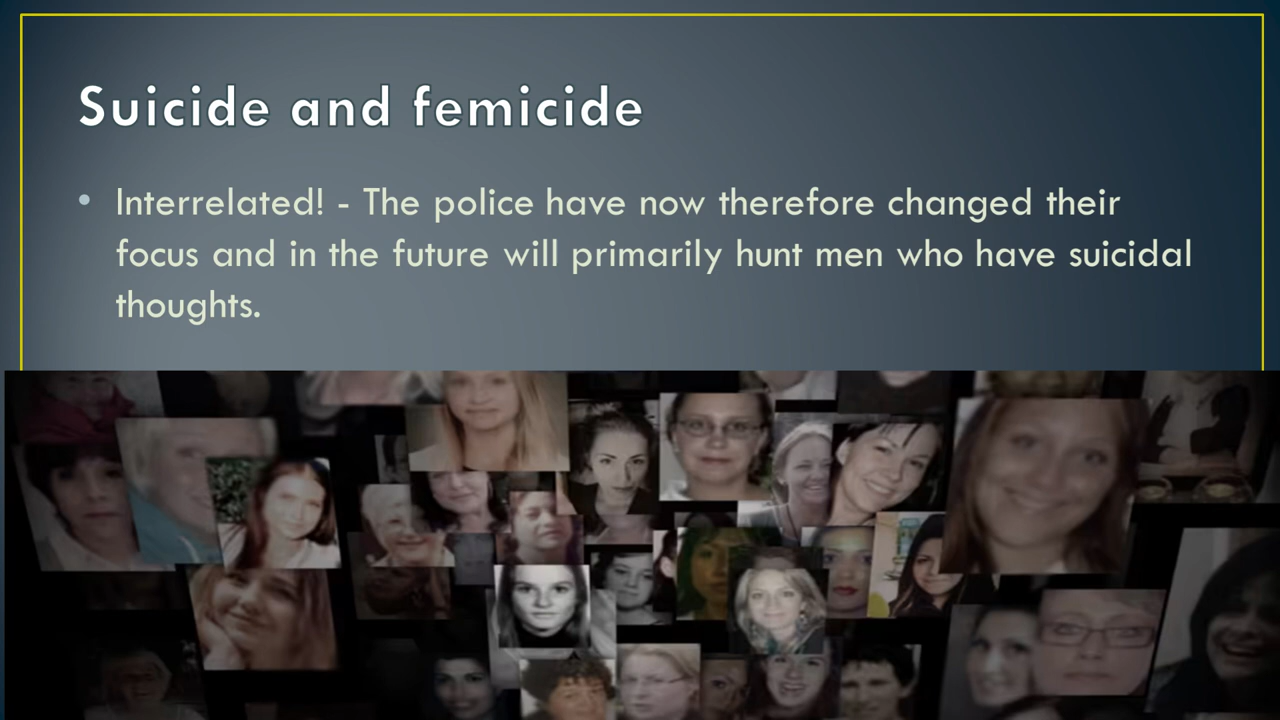 Suicide and femicide
• Interrelated! - The police have now therefore changed their
focus and in the future will primarily hunt men who have suicidal
thoughts.